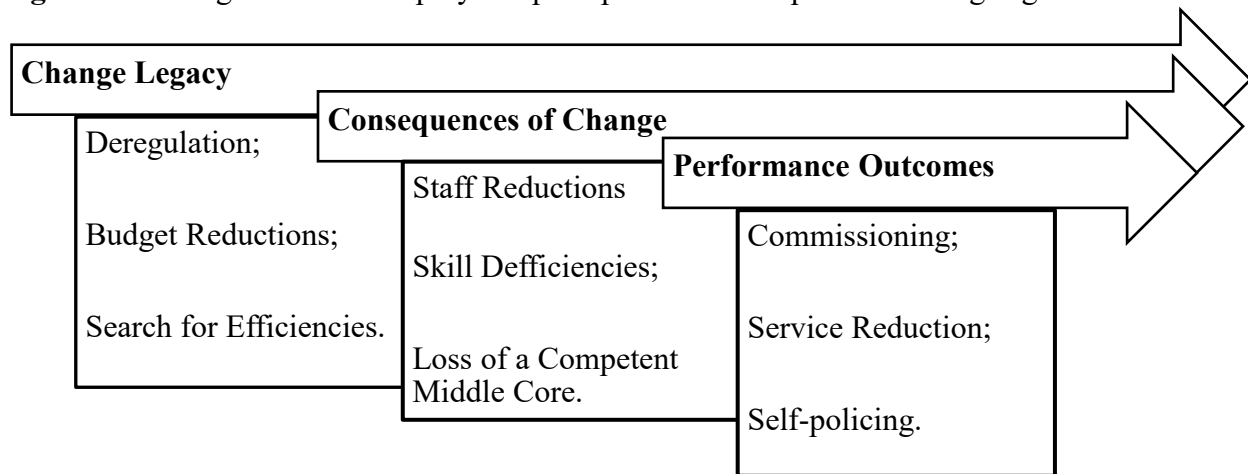 Change Legacy
Deregulation;
Budget Reductions;
Search for Efficiencies.
Consequences of Change
Staff Reductions
Skill Defficiencies;
Loss of a Competent
Middle Core.
Performance Outcomes
Commissioning;
Service Reduction;
Self-policing.